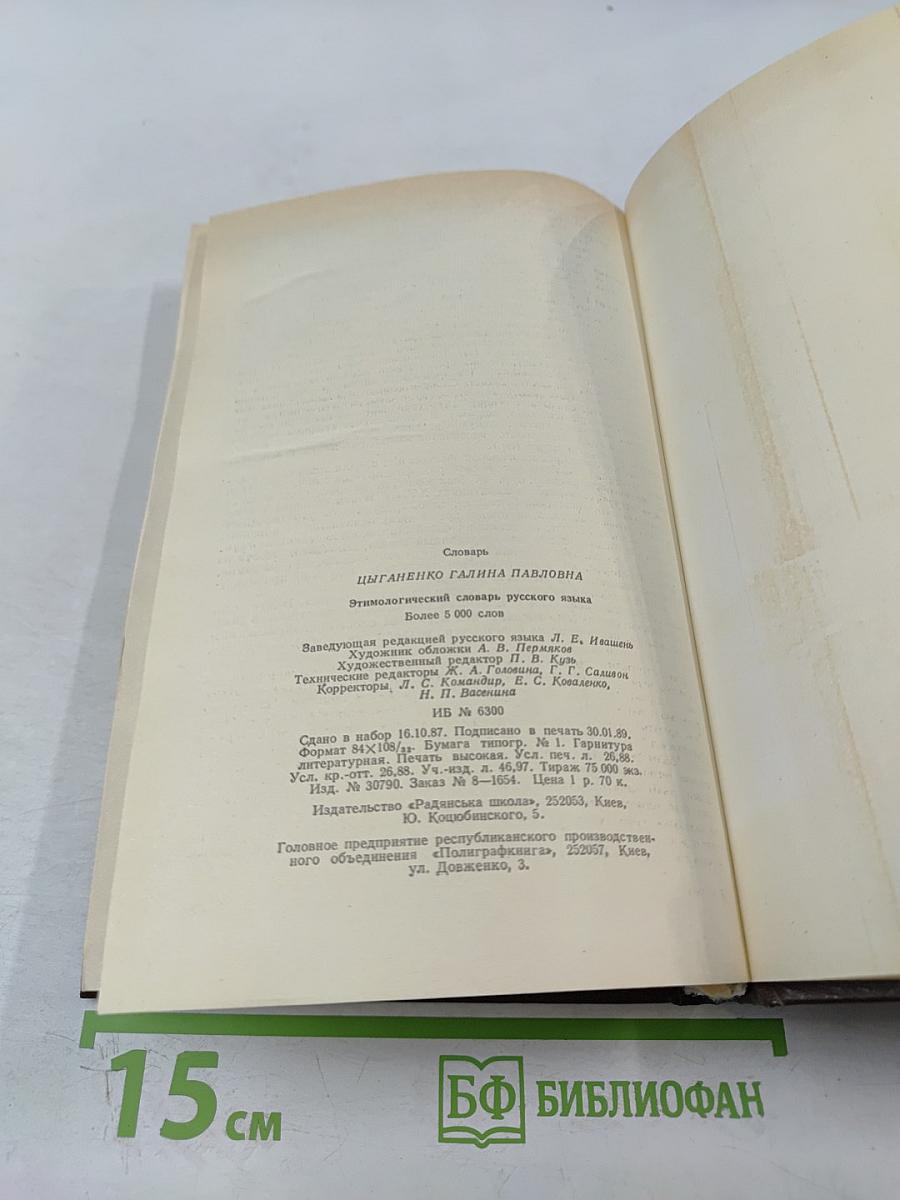 Словарь
ЦЫГАНЕНКО ГАЛИНА ПАВЛОВНА
Этимологический словарь русского языка
Более 5 000 слов
Заведующая редакцией русского языка Л. Е. Ивашень
Художник обложки А. В. Пермяков
Художественный редактор П. В. Кузь
Технические редакторы Ж. А. Головина, Г. Г. Саливон
Корректоры Л. С. Командир, Е. С. Коваленко,
Н. П. Васенина
ИБ № 6300
Сдано в набор 16.10.87. Подписано в печать 30.01.89.
Формат 84×108/32. Бумага типогр. № 1. Гарнитура
литературная. Печать высокая. Усл. печ. л. 26,88.
Усл. кр.-отт. 26,88. Уч.-изд. л. 46,97. Тираж 75 000 экз.
Изд. № 30790. Заказ № 8—1654. Цена 1 р. 70 к.
Издательство «Радянська школа», 252053, Киев,
Ю. Коцюбинского, 5.
Головное предприятие республиканского производствен-
ного объединения «Полиграфкнига», 252057, Киев,
ул. Довженко, 3.
15 см
БФ БИБЛИОФАН